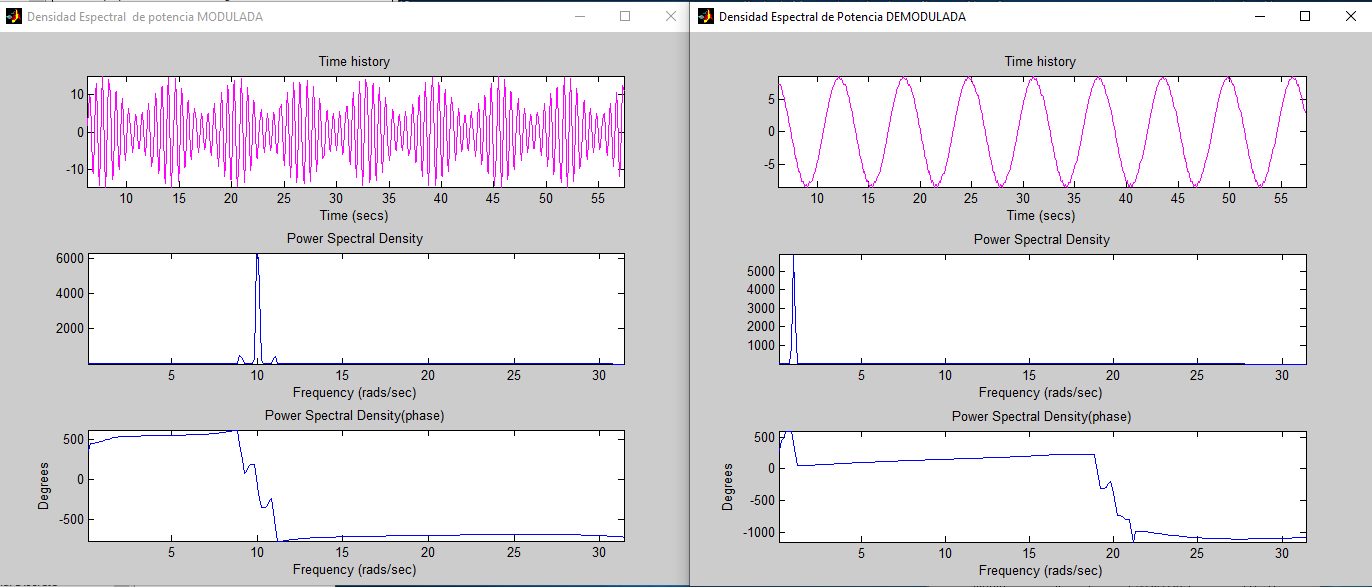 Densidad Espectral  de potencia MODULADA
Time history
10
0
-10
10 15 20 25 30 35 40 45 50 55
Time (secs)
Power Spectral Density
6000
4000
2000
5 10 15 20 25 30
Frequency (rads/sec)
Power Spectral Density(phase)
Degrees
500
0
-500
5 10 15 20 25 30
Frequency (rads/sec)
Densidad Espectral de Potencia DEMODULADA
Time history
5
0
-5
10 15 20 25 30 35 40 45 50 55
Time (secs)
Power Spectral Density
5000
4000
3000
2000
1000
5 10 15 20 25 30
Frequency (rads/sec)
Power Spectral Density(phase)
Degrees
500
0
-500
-1000
5 10 15 20 25 30
Frequency (rads/sec)